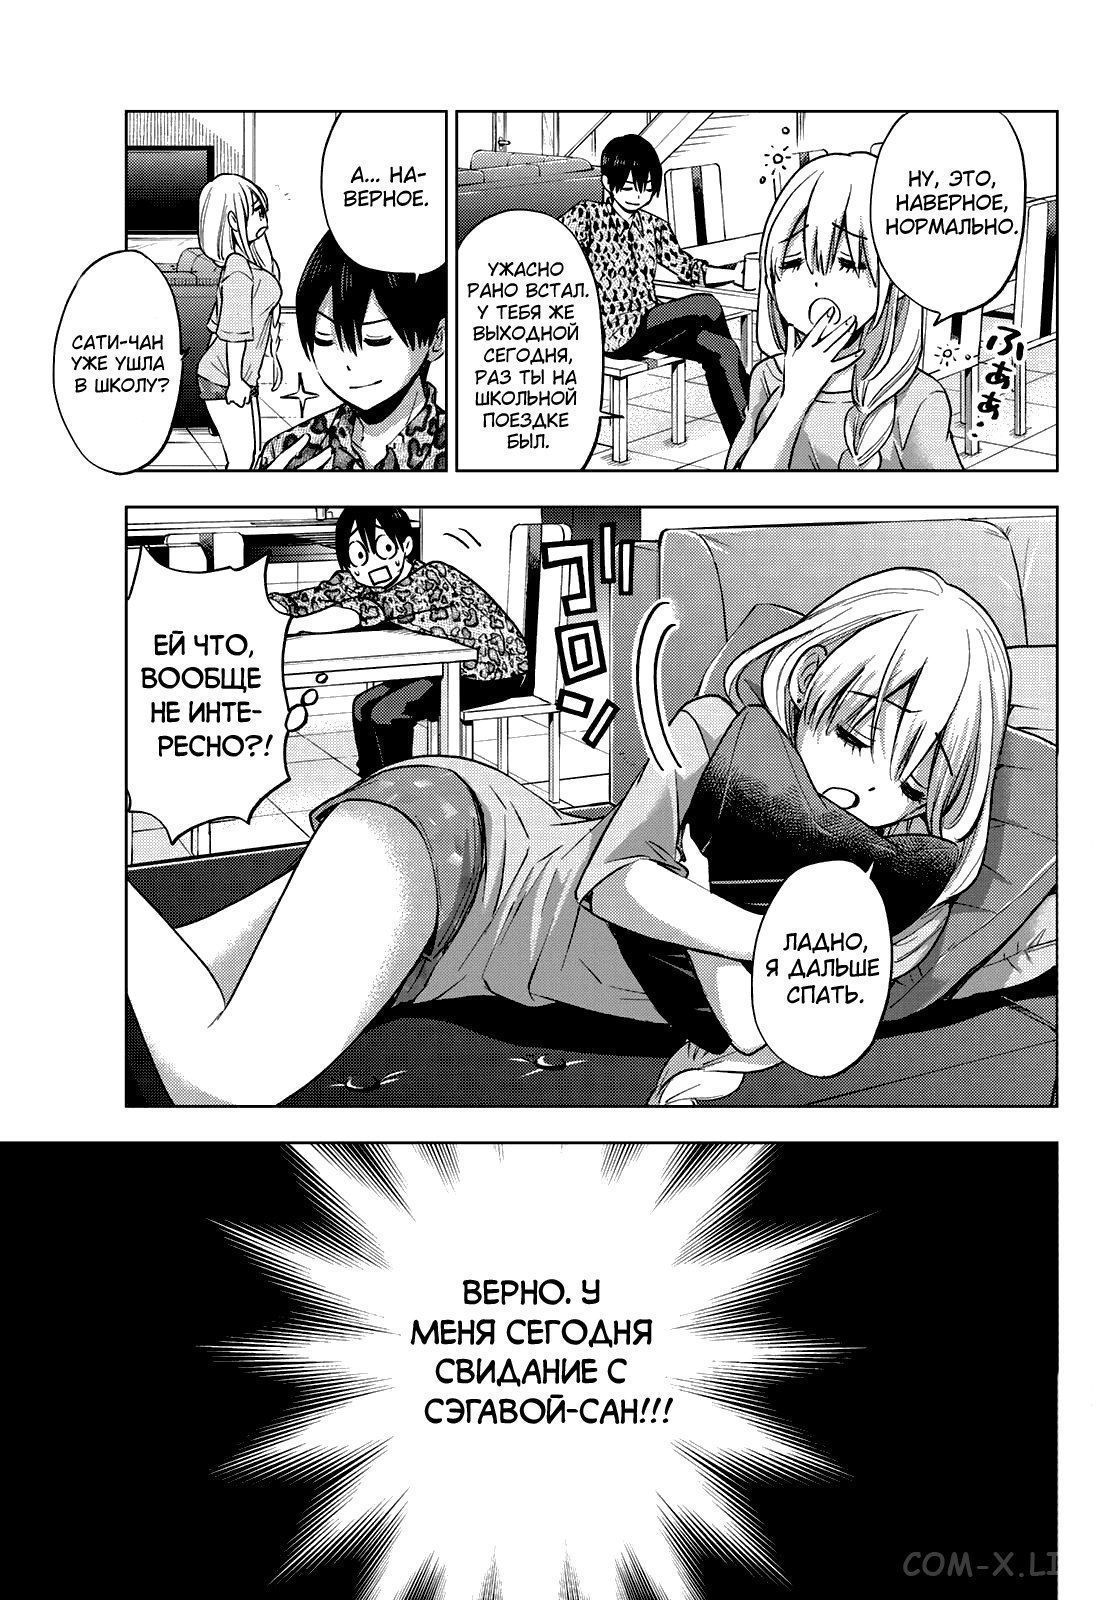 НУ, ЭТО,
НАВЕРНОЕ,
НОРМАЛЬНО.
ふぁぁ...
УЖАСНО
РАНО ВСТАЛ.
У ТЕБЯ ЖЕ
ВЫХОДНОЙ
СЕГОДНЯ,
РАЗ ТЫ НА
ШКОЛЬНОЙ
ПОЕЗДКЕ
БЫЛ.
А... НА-
ВЕРНОЕ.
САТИ-ЧАН
УЖЕ УШЛА
В ШКОЛУ?
ゴロン
ЕЙ ЧТО,
ВООБЩЕ
НЕ ИНТЕ-
РЕСНО?!
ЛАДНО,
Я ДАЛЬШЕ
СПАТЬ.
ВЕРНО. У
МЕНЯ СЕГОДНЯ
СВИДАНИЕ С
СЭГАВОЙ-САН!!!
COM-X.LI